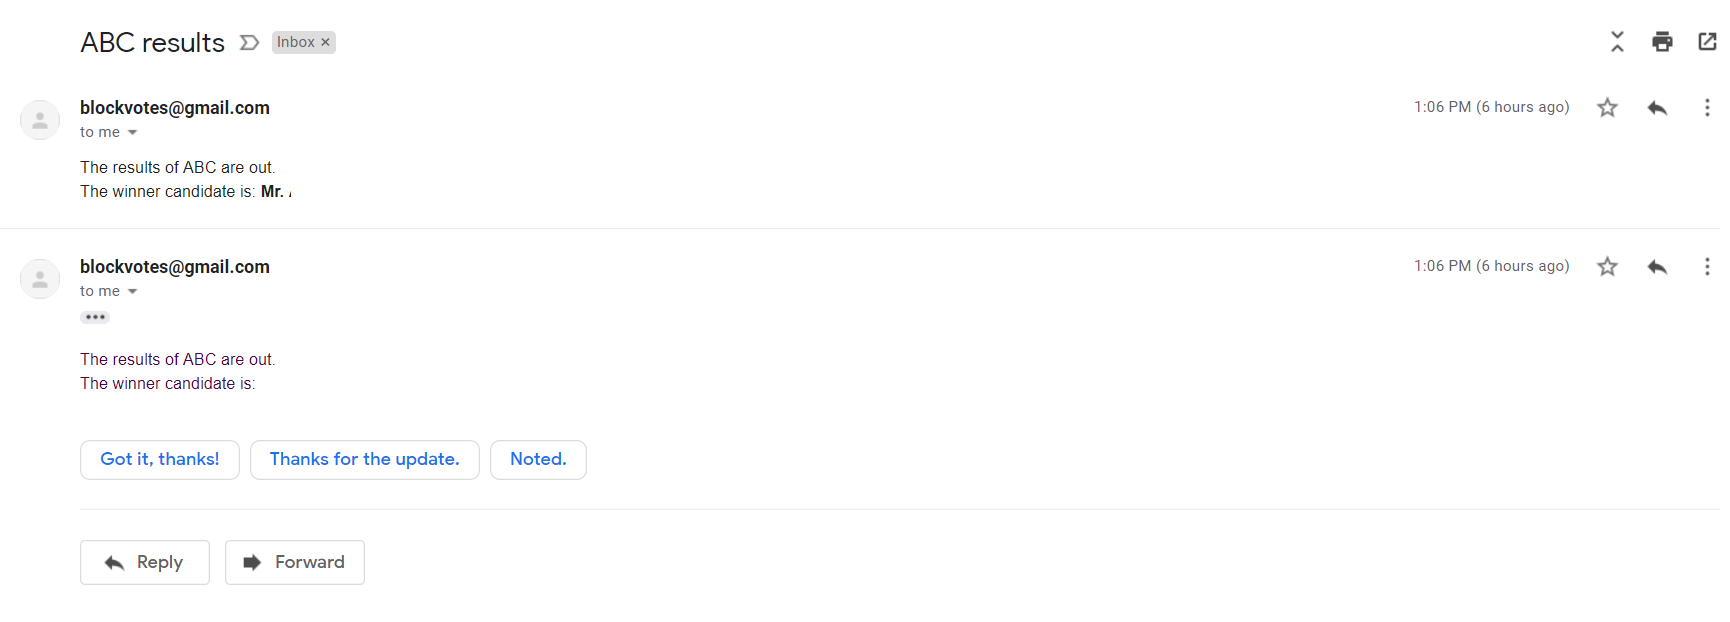 ABC results
Inbox ×
blockvotes@gmail.com
1:06 PM (6 hours ago)
to me
The results of ABC are out.
The winner candidate is: Mr.
blockvotes@gmail.com
1:06 PM (6 hours ago)
to me
•••
The results of ABC are out.
The winner candidate is:
Got it, thanks!
Thanks for the update.
Noted.
Reply
Forward